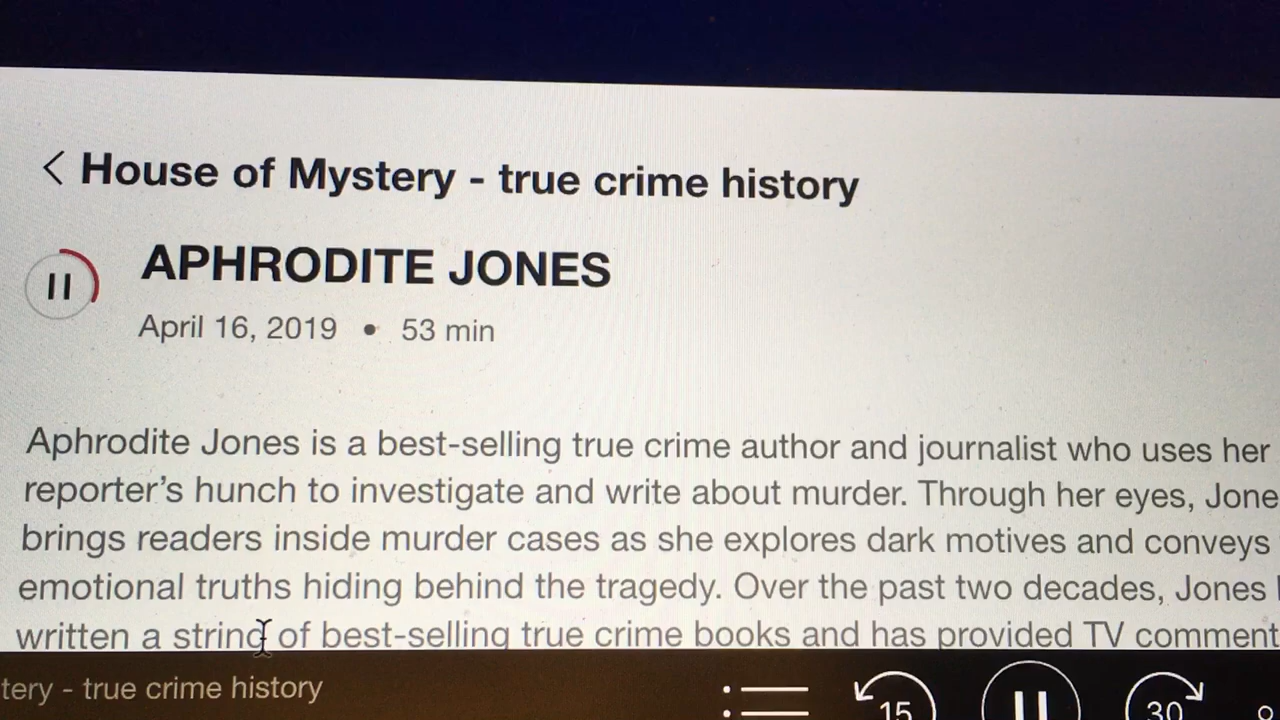 House of Mystery - true crime history
APHRODITE JONES
April 16, 2019 • 53 min
Aphrodite Jones is a best-selling true crime author and journalist who uses her
reporter's hunch to investigate and write about murder. Through her eyes, Jone
brings readers inside murder cases as she explores dark motives and conveys
emotional truths hiding behind the tragedy. Over the past two decades, Jones
written a string of best-selling true crime books and has provided TV comment
tery - true crime history
15
30